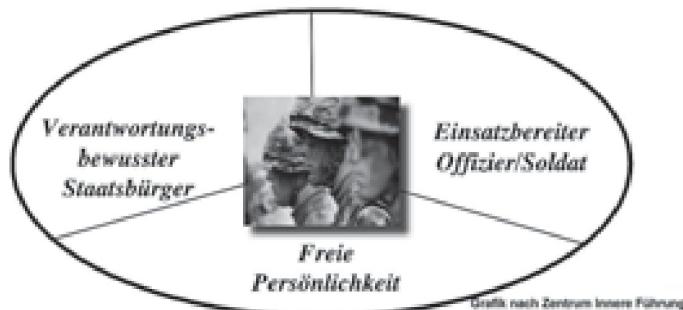 Verantwortungs-
bewusster
Staatsbürger
Einsatzbereiter
Offizier/Soldat
Freie
Persönlichkeit
Grafik nach Zentrum Innere Führung